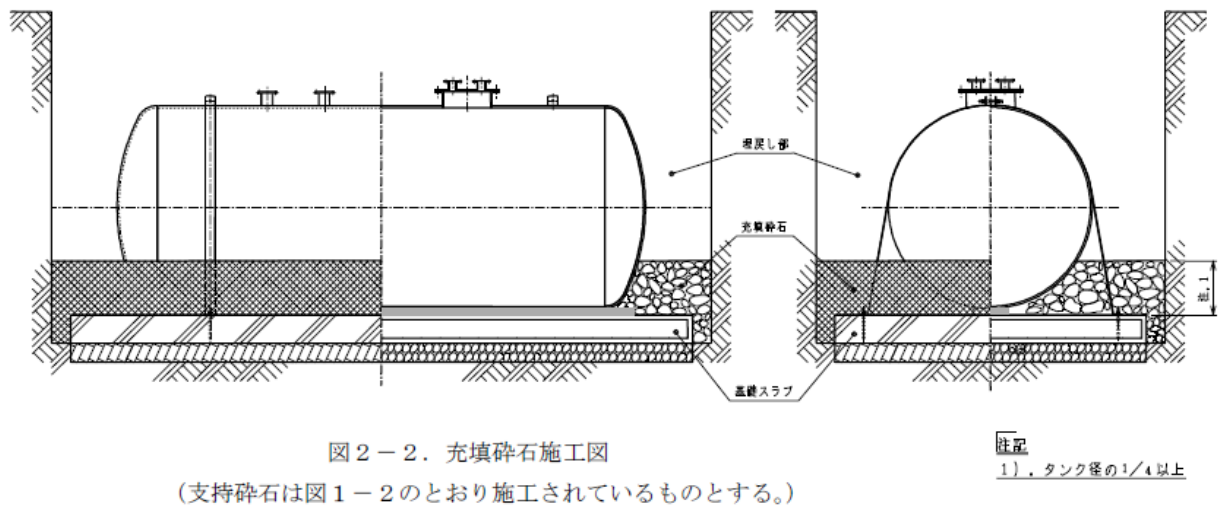 埋戻し部
充填砕石
注.1
基礎スラブ
図2－2．充填砕石施工図
（支持砕石は図1－2のとおり施工されているものとする。）
注記
1）．タンク径の1/4以上